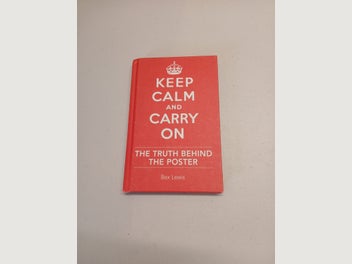 KEEP
CALM
AND
CARRY
ON
THE TRUTH BEHIND
THE POSTER
Bex Lewis